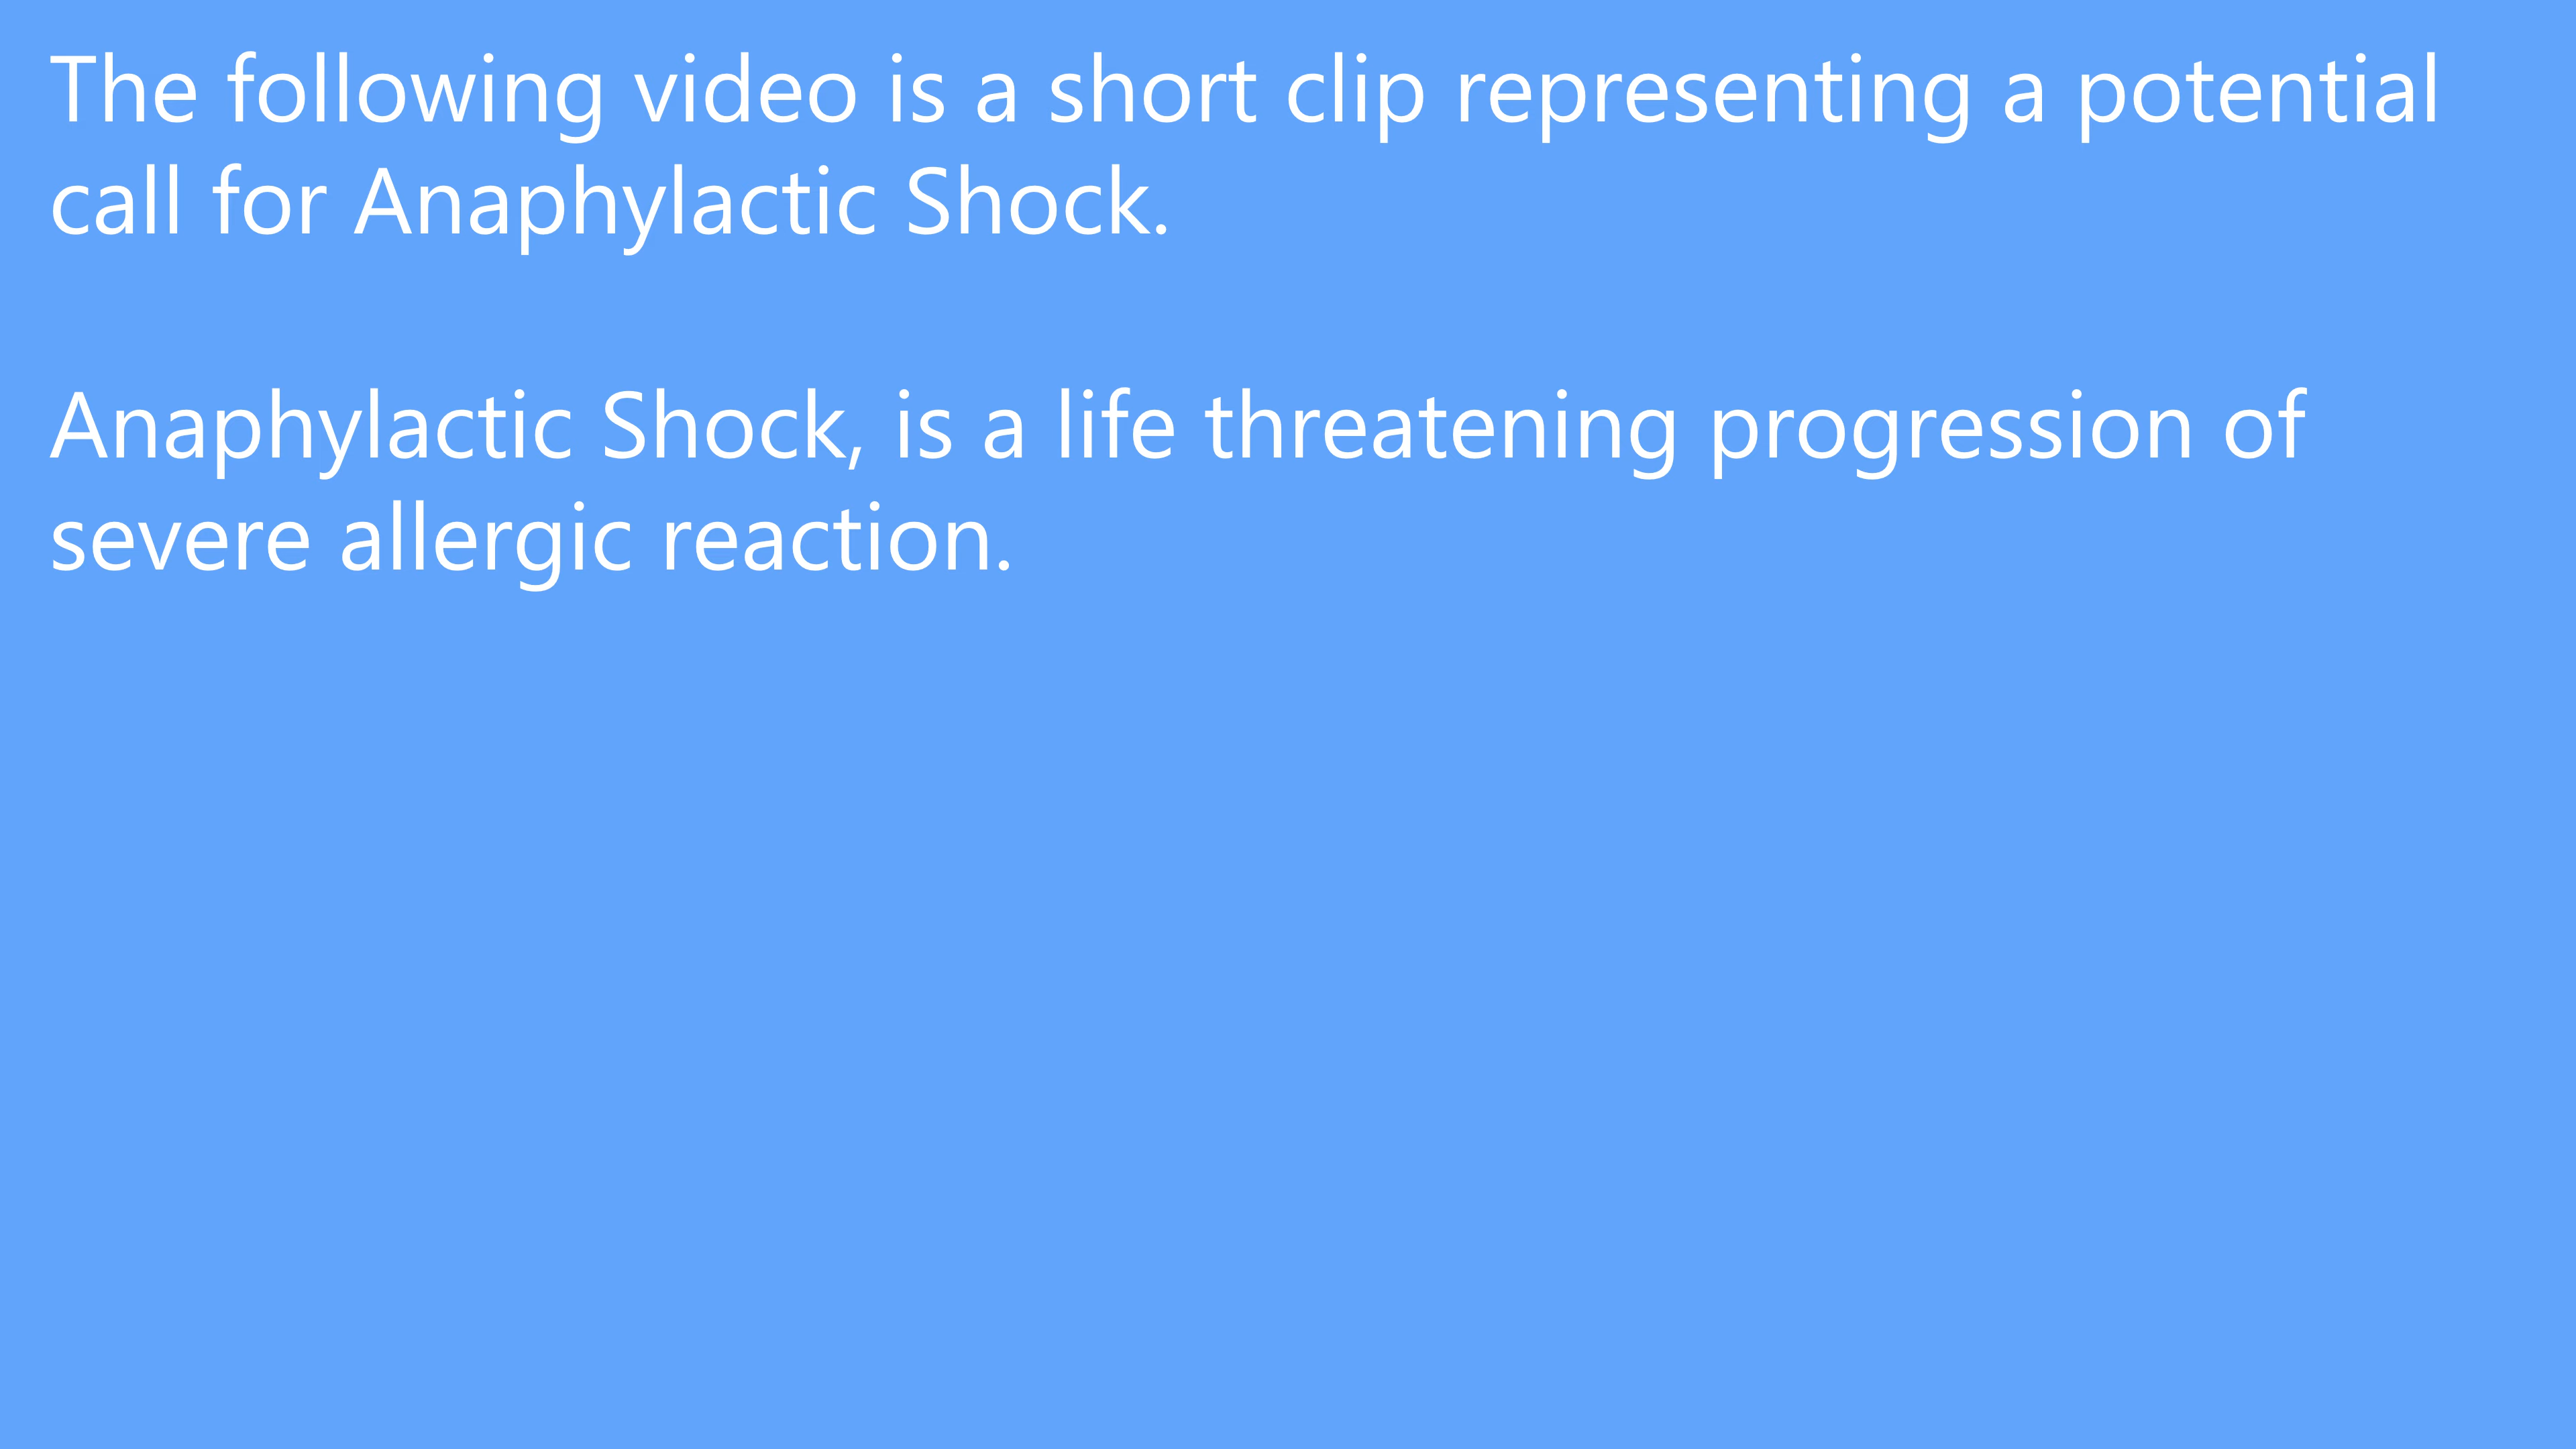 The following video is a short clip representing a potential
call for Anaphylactic Shock.
Anaphylactic Shock, is a life threatening progression of
severe allergic reaction.